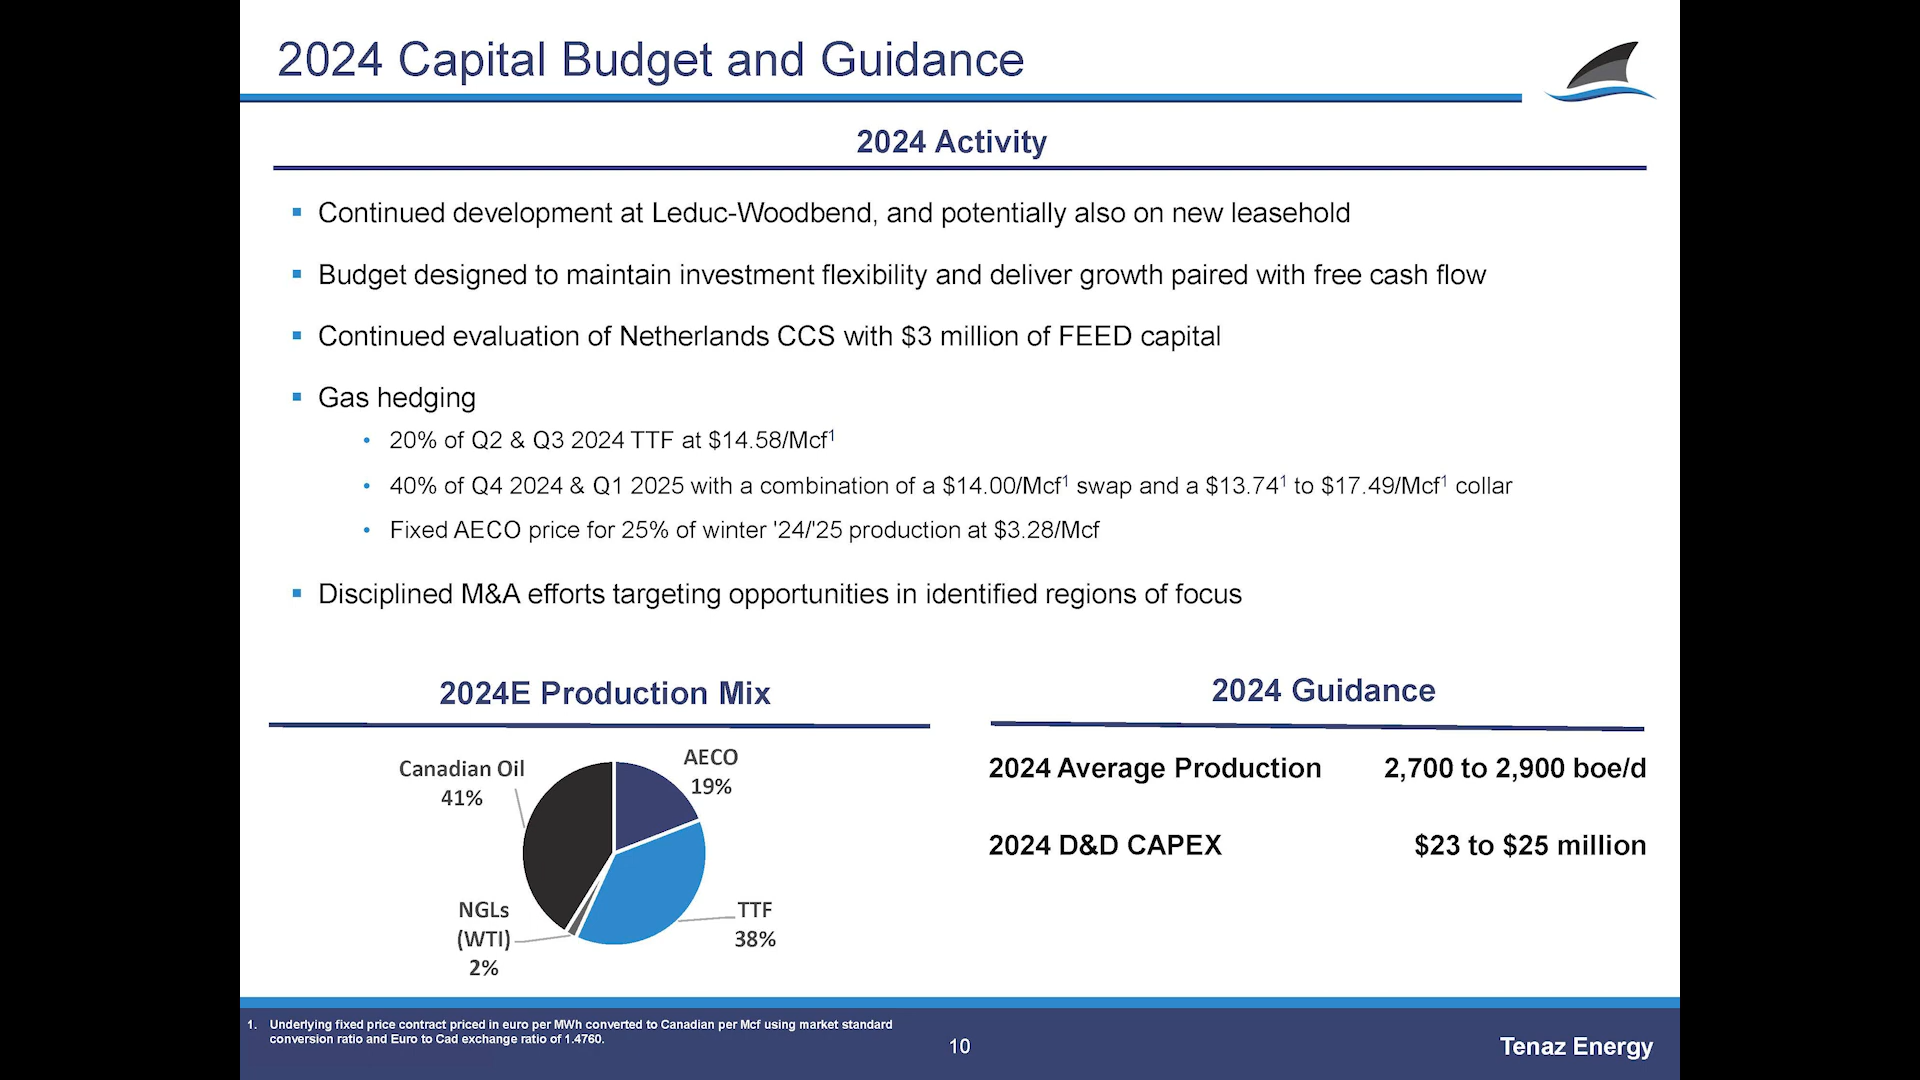 2024 Capital Budget and Guidance
2024 Activity
Continued development at Leduc-Woodbend, and potentially also on new leasehold
Budget designed to maintain investment flexibility and deliver growth paired with free cash flow
Continued evaluation of Netherlands CCS with $3 million of FEED capital
Gas hedging
20% of Q2 & Q3 2024 TTF at $14.58/Mcf¹
40% of Q4 2024 & Q1 2025 with a combination of a $14.00/Mcf¹ swap and a $13.74¹ to $17.49/Mcf¹ collar
Fixed AECO price for 25% of winter '24/'25 production at $3.28/Mcf
Disciplined M&A efforts targeting opportunities in identified regions of focus
2024E Production Mix
Canadian Oil
41%
AECO
19%
NGLs
(WTI)
2%
TTF
38%
2024 Guidance
2024 Average Production 2,700 to 2,900 boe/d
2024 D&D CAPEX $23 to $25 million
1. Underlying fixed price contract priced in euro per MWh converted to Canadian per Mcf using market standard
conversion ratio and Euro to Cad exchange ratio of 1.4760.
10
Tenaz Energy